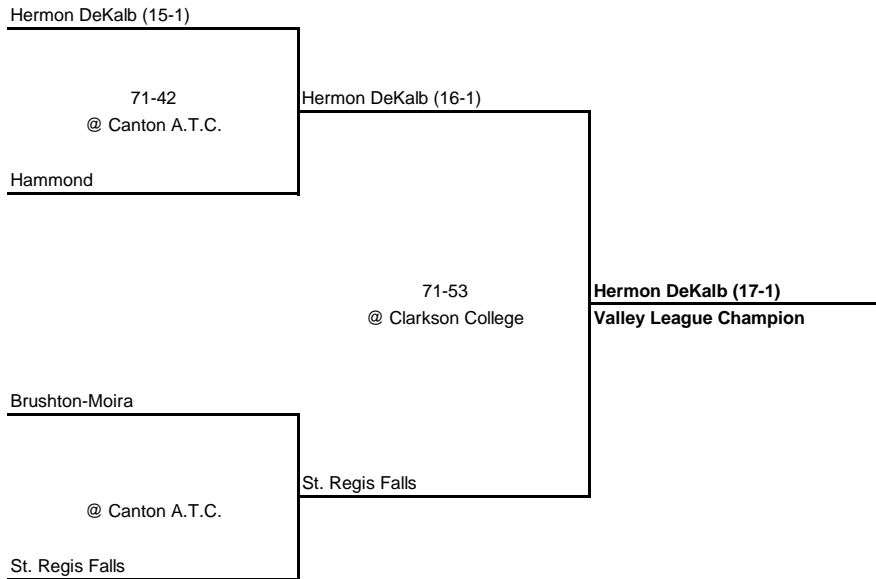 Hermon DeKalb (15-1)
71-42
@ Canton A.T.C.
Hermon DeKalb (16-1)
Hammond
71-53
@ Clarkson College
Hermon DeKalb (17-1)
Valley League Champion
Brushton-Moira
@ Canton A.T.C.
St. Regis Falls
St. Regis Falls